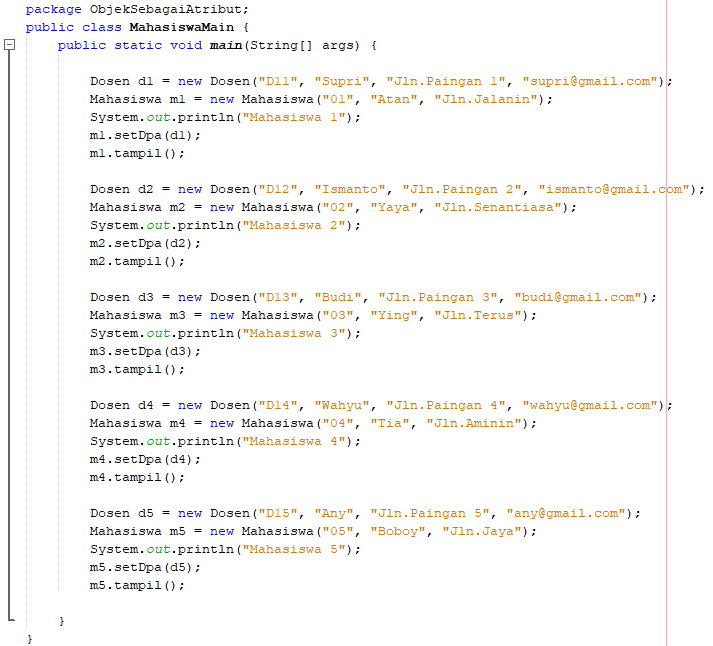 package ObjekSebagaiAtribut;
public class MahasiswaMain {
public static void main(String[] args) {
Dosen d1 = new Dosen("D11", "Supri", "Jln.Paingan 1", "supri@gmail.com");
Mahasiswa m1 = new Mahasiswa("01", "Atan", "Jln.Jalanin");
System.out.println("Mahasiswa 1");
m1.setDpa(d1);
m1.tampil();
Dosen d2 = new Dosen("D12", "Ismanto", "Jln.Paingan 2", "ismanto@gmail.com");
Mahasiswa m2 = new Mahasiswa("02", "Yaya", "Jln.Senantiasa");
System.out.println("Mahasiswa 2");
m2.setDpa(d2);
m2.tampil();
Dosen d3 = new Dosen("D13", "Budi", "Jln.Paingan 3", "budi@gmail.com");
Mahasiswa m3 = new Mahasiswa("03", "Ying", "Jln.Terus");
System.out.println("Mahasiswa 3");
m3.setDpa(d3);
m3.tampil();
Dosen d4 = new Dosen("D14", "Wahyu", "Jln.Paingan 4", "wahyu@gmail.com");
Mahasiswa m4 = new Mahasiswa("04", "Tia", "Jln.Aminin");
System.out.println("Mahasiswa 4");
m4.setDpa(d4);
m4.tampil();
Dosen d5 = new Dosen("D15", "Any", "Jln.Paingan 5", "any@gmail.com");
Mahasiswa m5 = new Mahasiswa("05", "Boboy", "Jln.Jaya");
System.out.println("Mahasiswa 5");
m5.setDpa(d5);
m5.tampil();
}
}